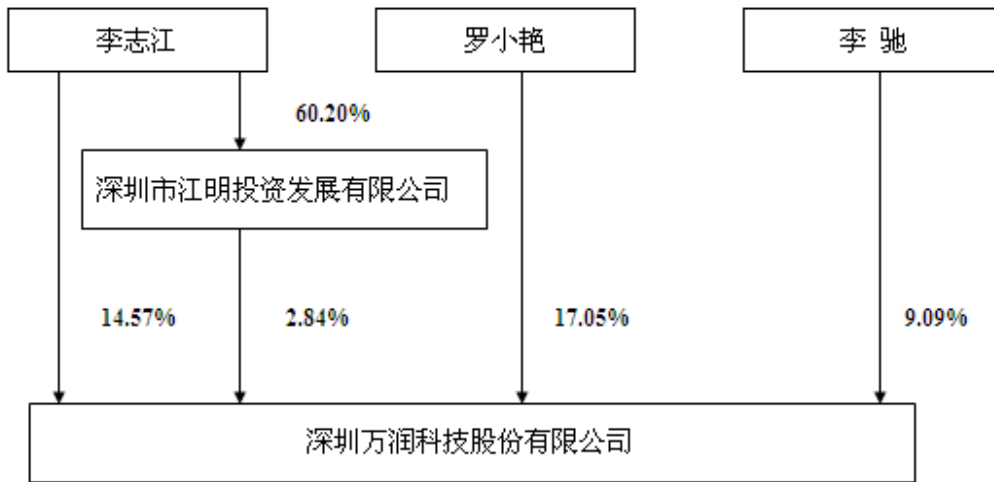 李志江
罗小艳
李 驰
60.20%
深圳市江明投资发展有限公司
14.57%
2.84%
17.05%
9.09%
深圳万润科技股份有限公司